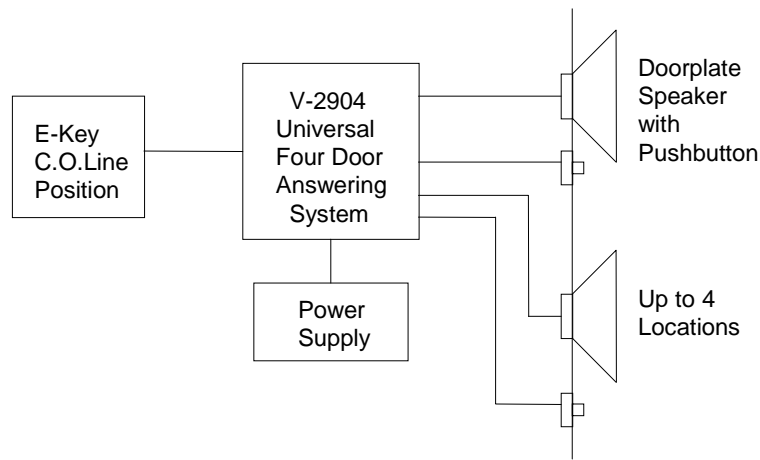 E-Key
C.O.Line
Position
V-2904
Universal
Four Door
Answering
System
Power
Supply
Doorplate
Speaker
with
Pushbutton
Up to 4
Locations